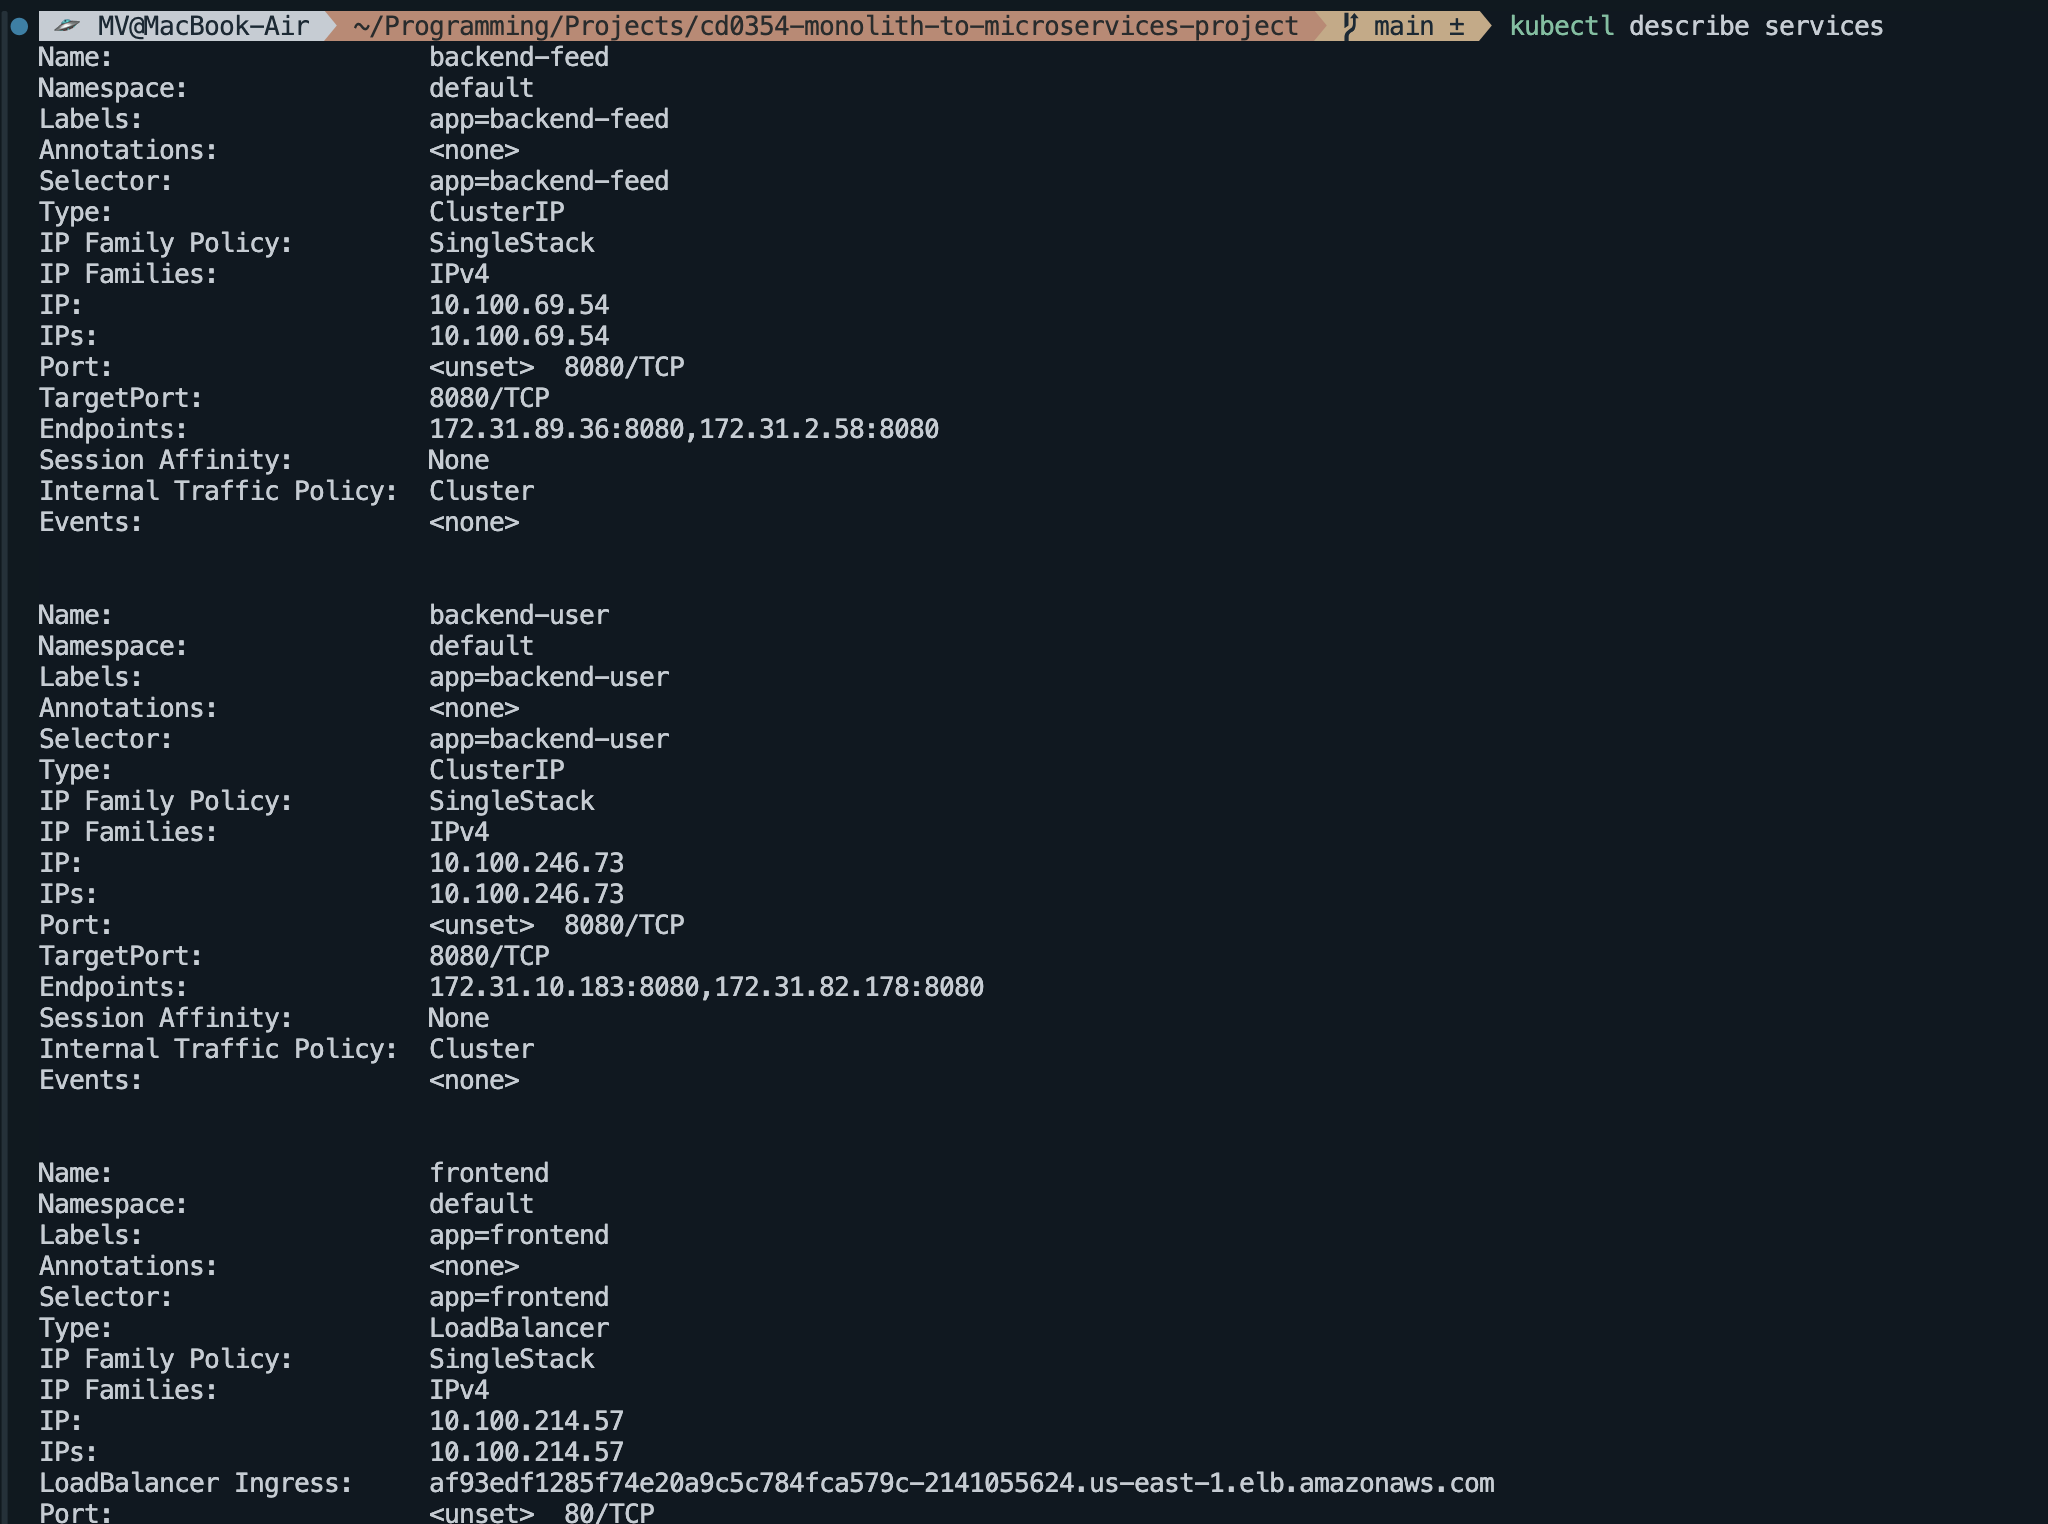 MV@MacBook-Air ~/Programming/Projects/cd0354-monolith-to-microservices-project main ± kubectl describe services
Name: backend-feed
Namespace: default
Labels: app=backend-feed
Annotations: <none>
Selector: app=backend-feed
Type: ClusterIP
IP Family Policy: SingleStack
IP Families: IPv4
IP: 10.100.69.54
IPs: 10.100.69.54
Port: <unset> 8080/TCP
TargetPort: 8080/TCP
Endpoints: 172.31.89.36:8080,172.31.2.58:8080
Session Affinity: None
Internal Traffic Policy: Cluster
Events: <none>
Name: backend-user
Namespace: default
Labels: app=backend-user
Annotations: <none>
Selector: app=backend-user
Type: ClusterIP
IP Family Policy: SingleStack
IP Families: IPv4
IP: 10.100.246.73
IPs: 10.100.246.73
Port: <unset> 8080/TCP
TargetPort: 8080/TCP
Endpoints: 172.31.10.183:8080,172.31.82.178:8080
Session Affinity: None
Internal Traffic Policy: Cluster
Events: <none>
Name: frontend
Namespace: default
Labels: app=frontend
Annotations: <none>
Selector: app=frontend
Type: LoadBalancer
IP Family Policy: SingleStack
IP Families: IPv4
IP: 10.100.214.57
IPs: 10.100.214.57
LoadBalancer Ingress: af93edf1285f74e20a9c5c784fca579c-2141055624.us-east-1.elb.amazonaws.com
Port: <unset> 80/TCP